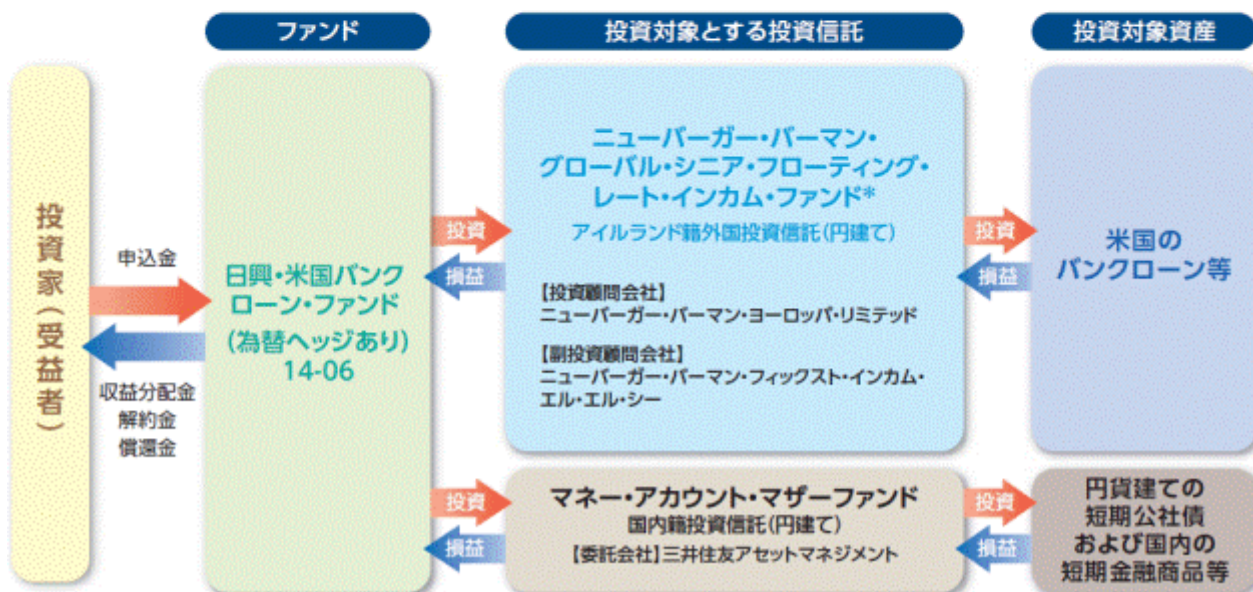 ファンド
投資対象とする投資信託
投資対象資産
投資家（受益者）
申込金
収益分配金
解約金
償還金
日興・米国バンク
ローン・ファンド
（為替ヘッジあり）
14-06
投資
損益
ニューバーガー・バーマン・
グローバル・シニア・フローティング・
レート・インカム・ファンド*
アイルランド籍外国投資信託（円建て）
【投資顧問会社】
ニューバーガー・バーマン・ヨーロッパ・リミテッド
【副投資顧問会社】
ニューバーガー・バーマン・フィックスト・インカム・
エル・エル・シー
投資
損益
米国の
バンクローン等
投資
損益
マネー・アカウント・マザーファンド
国内籍投資信託（円建て）
【委託会社】三井住友アセットマネジメント
投資
損益
円貨建ての
短期公社債
および国内の
短期金融商品等